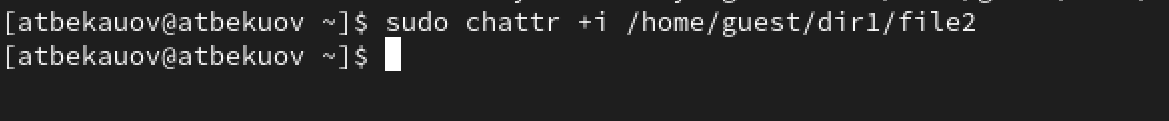 [atbekauov@atbekuov ~]$ sudo chattr +i /home/guest/dir1/file2
[atbekauov@atbekuov ~]$